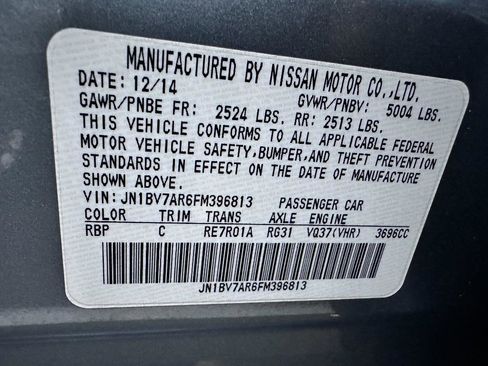 MANUFACTURED BY NISSAN MOTOR CO.,LTD.
DATE: 12/14 GVWR/PNBV: 5004 LBS.
GAWR/PNBE FR: 2524 LBS. RR: 2513 LBS.
THIS VEHICLE CONFORMS TO ALL APPLICABLE FEDERAL
MOTOR VEHICLE SAFETY, BUMPER, AND THEFT PREVENTION
STANDARDS IN EFFECT ON THE DATE OF MANUFACTURE
SHOWN ABOVE.
VIN: JN1BV7AR6FM396813 PASSENGER CAR
COLOR TRIM TRANS AXLE ENGINE
RBP C RE7R01A RG31 VQ37(VHR) 3696CC
JN1BV7AR6FM396813